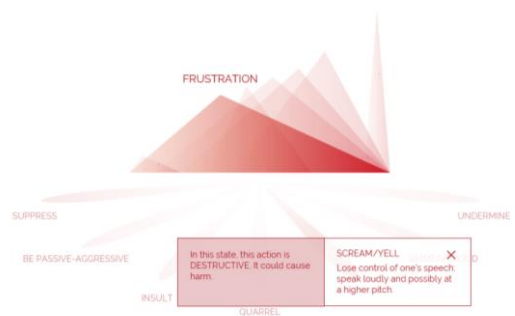 FRUSTRATION
SUPPRESS
UNDERMINE
BE PASSIVE-AGGRESSIVE
In this state, this action is
DESTRUCTIVE. It could cause
harm.
SCREAM/YELL
Lose control of one's speech;
speak loudly and possibly at
a higher pitch.
INSULT
QUARREL